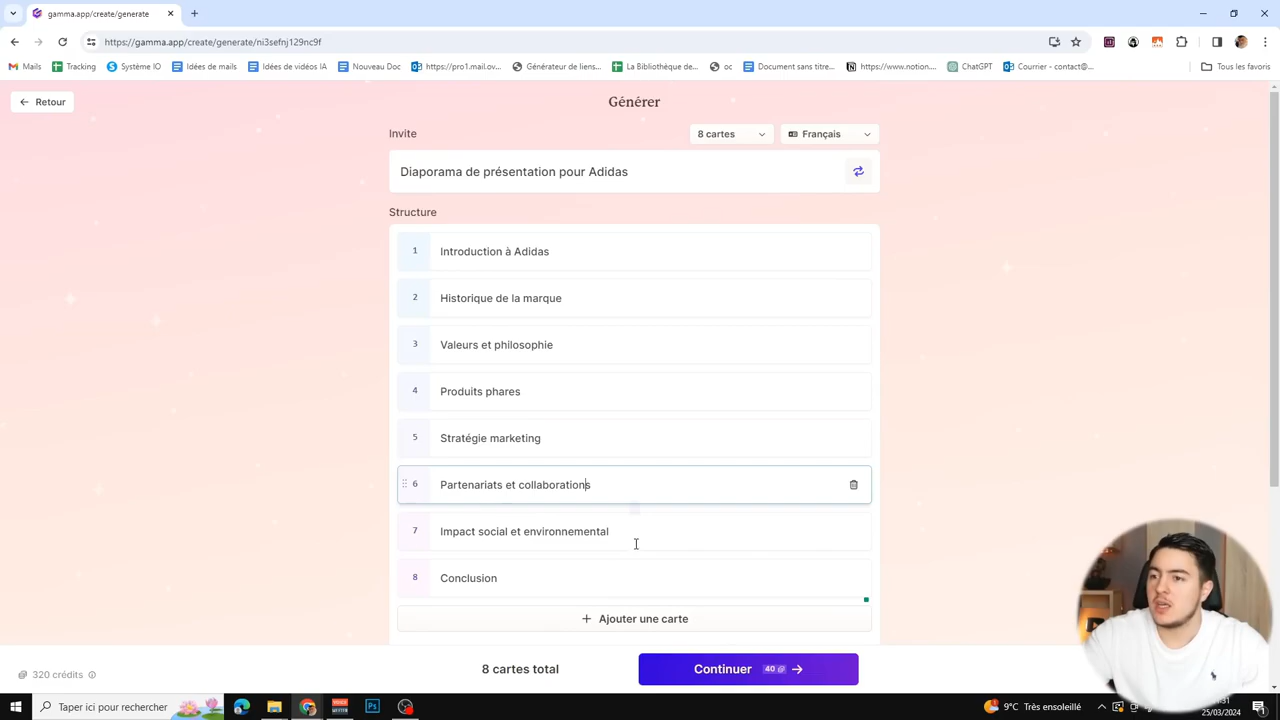 gamma.app/create/generate
https://gamma.app/create/generate/ni3sefnj129ncf9f
Mails
Tracking
Système IO
Idées de mails
Idées de vidéos IA
Nouveau Doc
https://pro1.mail.ov...
Générateur de liens...
La Bibliothèque de...
oc
Document sans titre...
https://www.notion....
ChatGPT
Courrier - contact@...
Tous les favoris
Retour
Générer
Invite
8 cartes
Français
Diaporama de présentation pour Adidas
Structure
1 Introduction à Adidas
2 Historique de la marque
3 Valeurs et philosophie
4 Produits phares
5 Stratégie marketing
6 Partenariats et collaborations
7 Impact social et environnemental
8 Conclusion
+ Ajouter une carte
320 crédits
8 cartes total
Continuer 40
Taper ici pour rechercher
Ps
9°C Très ensoleillé
25/03/2024
1